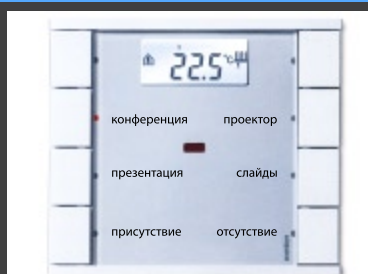 22.5°C
конференция проектор
презентация слайды
присутствие отсутствие